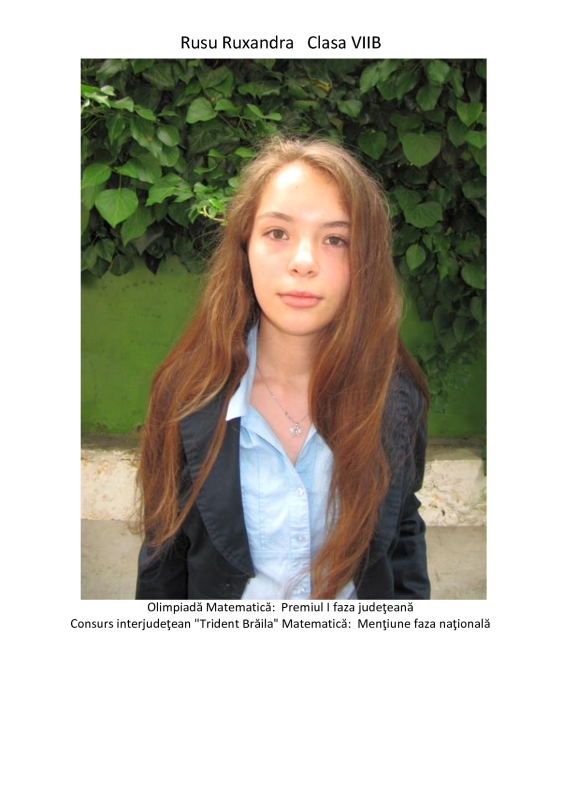 Rusu Ruxandra   Clasa VIIB
Olimpiadă Matematică:  Premiul I faza judeţeană
Consurs interjudeţean "Trident Brăila" Matematică:  Menţiune faza naţională